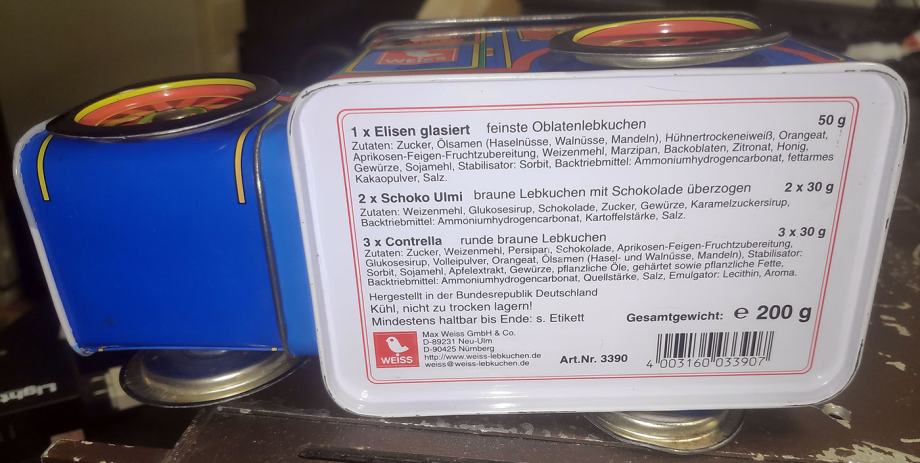 WEISS
1 x Elisen glasiert feinste Oblatenlebkuchen 50 g
Zutaten: Zucker, Ölsamen (Haselnüsse, Walnüsse, Mandeln), Hühnertrockeneiweiß, Orangeat,
Aprikosen-Feigen-Fruchtzubereitung, Weizenmehl, Marzipan, Backoblaten, Zitronat, Honig,
Gewürze, Sojamehl, Stabilisator: Sorbit, Backtriebmittel: Ammoniumhydrogencarbonat, fettarmes
Kakaopulver, Salz.
2 x Schoko Ulmi braune Lebkuchen mit Schokolade überzogen 2 x 30 g
Zutaten: Weizenmehl, Glukosesirup, Schokolade, Zucker, Gewürze, Karamelzuckersirup,
Backtriebmittel: Ammoniumhydrogencarbonat, Kartoffelstärke, Salz.
3 x Contrella runde braune Lebkuchen 3 x 30 g
Zutaten: Zucker, Weizenmehl, Persipan, Schokolade, Aprikosen-Feigen-Fruchtzubereitung,
Glukosesirup, Volleipulver, Orangeat, Ölsamen (Hasel- und Walnüsse, Mandeln), Stabilisator:
Sorbit, Sojamehl, Apfelextrakt, Gewürze, pflanzliche Öle, gehärtet sowie pflanzliche Fette,
Backtriebmittel: Ammoniumhydrogencarbonat, Quellstärke, Salz, Emulgator: Lecithin, Aroma.
Hergestellt in der Bundesrepublik Deutschland
Kühl, nicht zu trocken lagern!
Mindestens haltbar bis Ende: s. Etikett
Gesamtgewicht: e 200 g
WEISS
Max Weiss GmbH & Co.
D-89231 Neu-Ulm
D-90425 Nürnberg
http://www.weiss-lebkuchen.de
weiss@weiss-lebkuchen.de
Art.Nr. 3390
4 003160 033907
Light